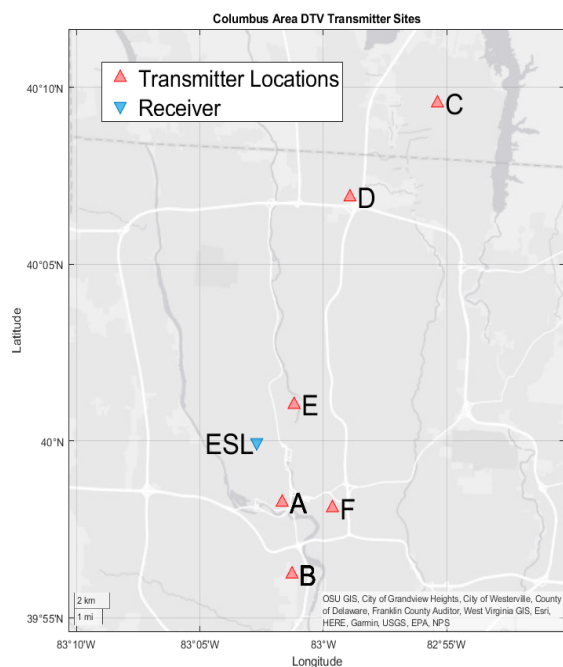 Columbus Area DTV Transmitter Sites
40°10'N
Transmitter Locations
Receiver
C
D
40°05'N
Latitude
E
ESL
40°N
A
F
B
2 km
1 mi
OSU GIS, City of Grandview Heights, City of Westerville, County
of Delaware, Franklin County Auditor, West Virginia GIS, Esri,
HERE, Garmin, USGS, EPA, NPS
39°55'N
83°10'W
83°05'W
83°W
82°55'W
Longitude